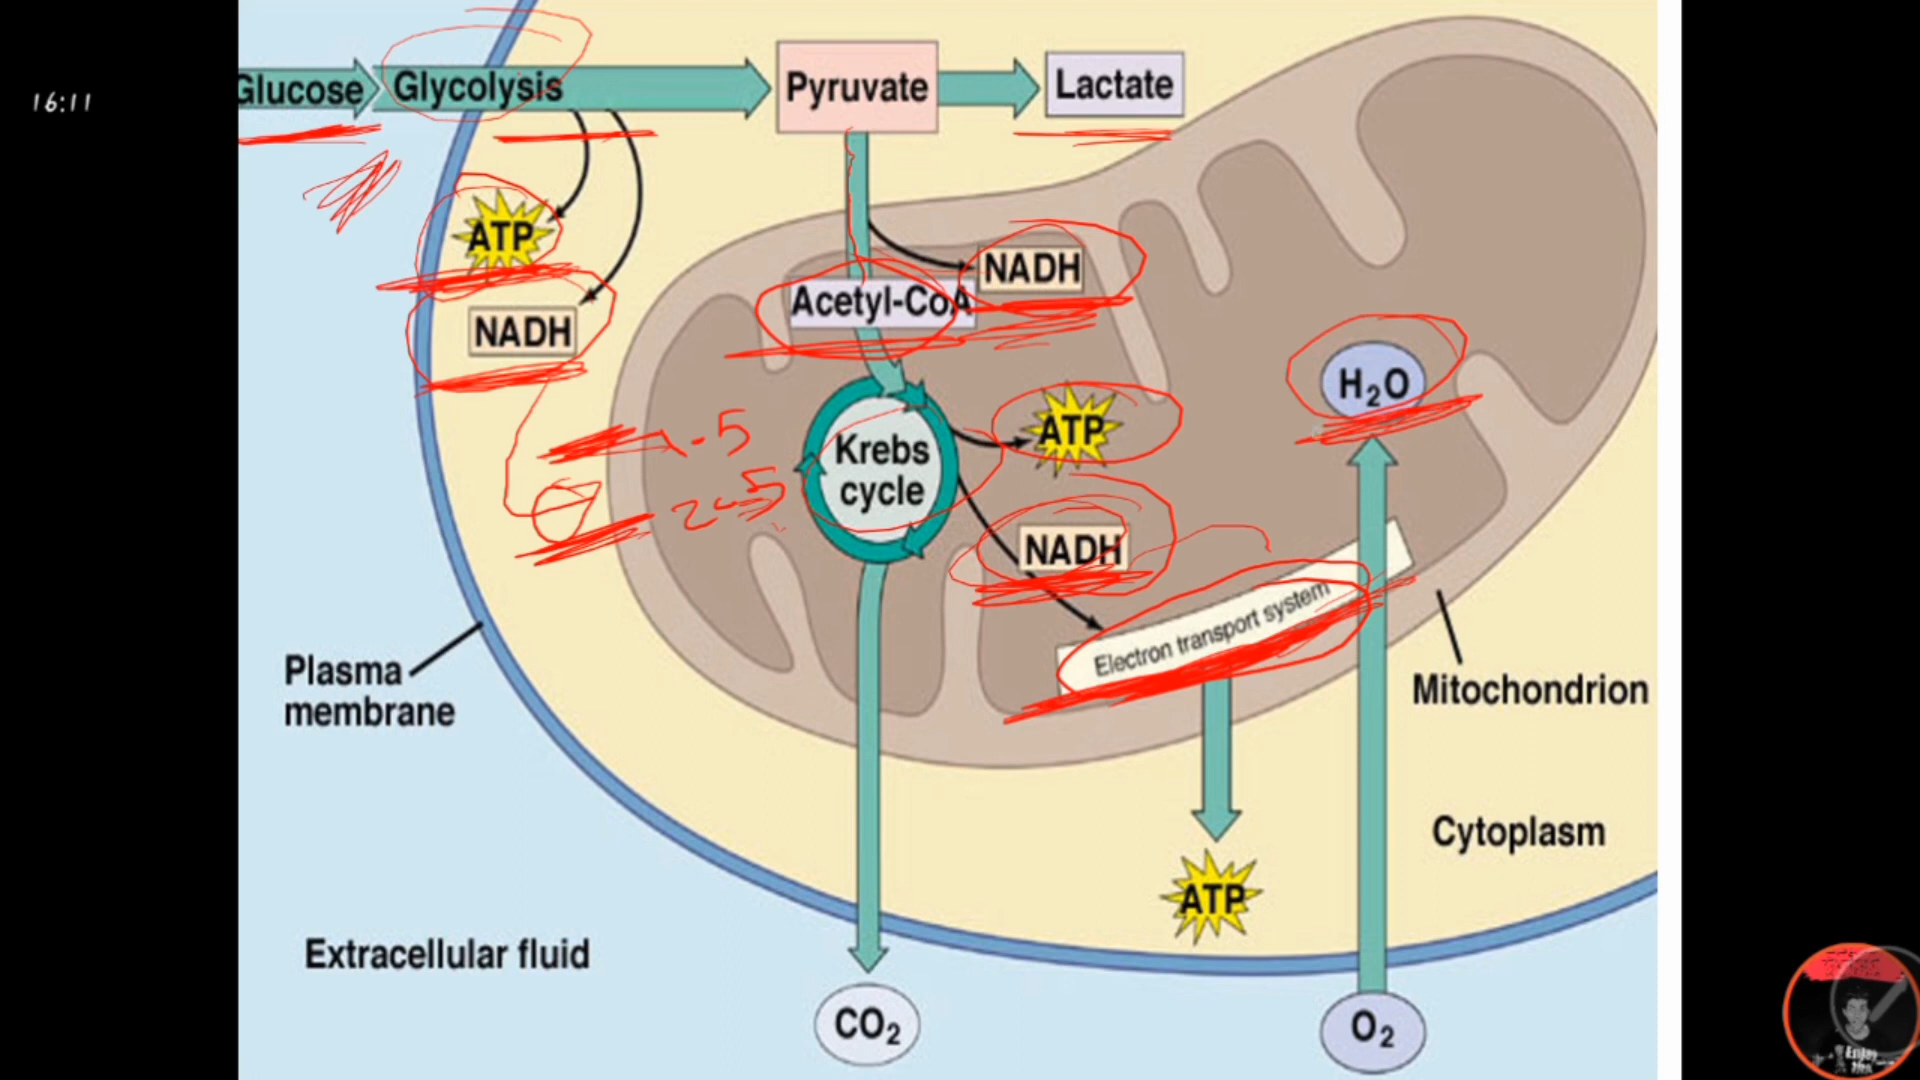 16:11
Glucose
Glycolysis
Pyruvate
Lactate
ATP
NADH
NADH
Acetyl-CoA
Krebs
cycle
ATP
NADH
H₂O
1.5
2.5
Electron transport system
Plasma
membrane
Mitochondrion
Cytoplasm
ATP
Extracellular fluid
CO₂
O₂